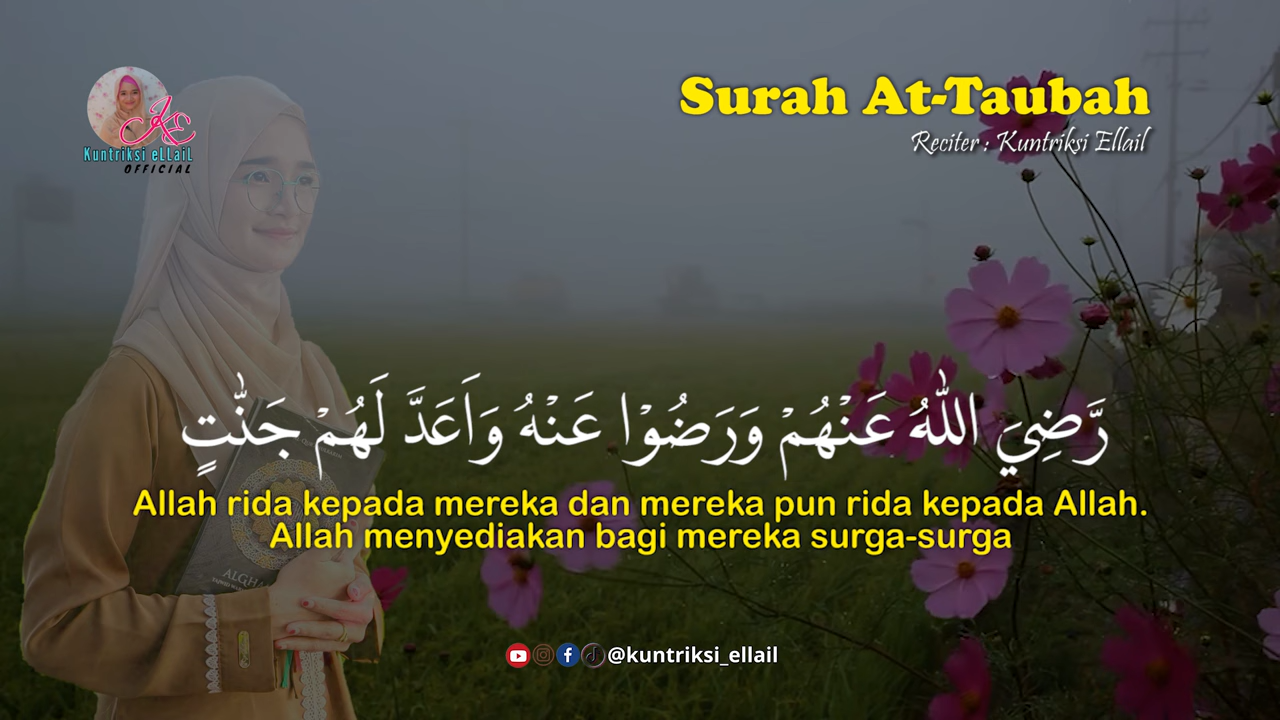 Surah At-Taubah
Reciter : Kuntriksi Ellail
KE
Kuntriksi eLLaiL
OFFICIAL
رَّضِيَ اللّٰهُ عَنْهُمْ وَرَضُوْا عَنْهُ وَاَعَدَّ لَهُمْ جَنّٰتٍ
Allah rida kepada mereka dan mereka pun rida kepada Allah.
Allah menyediakan bagi mereka surga-surga
@kuntriksi_ellail